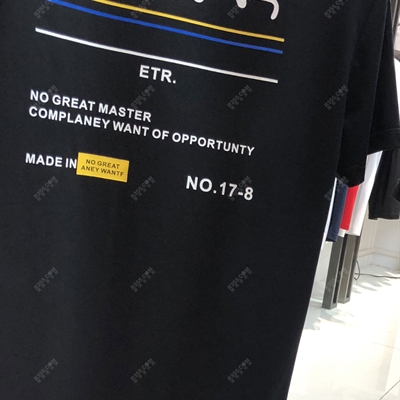 ETR.
NO GREAT MASTER
COMPLANEY WANT OF OPPORTUNTY
MADE IN
NO GREAT
ANEY WANTF
NO.17-8